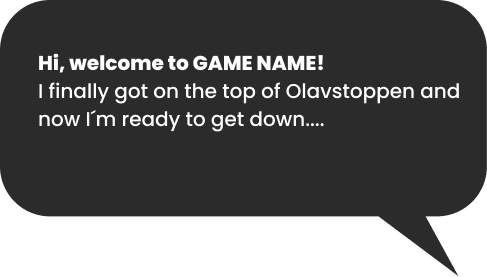 Hi, welcome to GAME NAME!
I finally got on the top of Olavstoppen and
now I´m ready to get down....